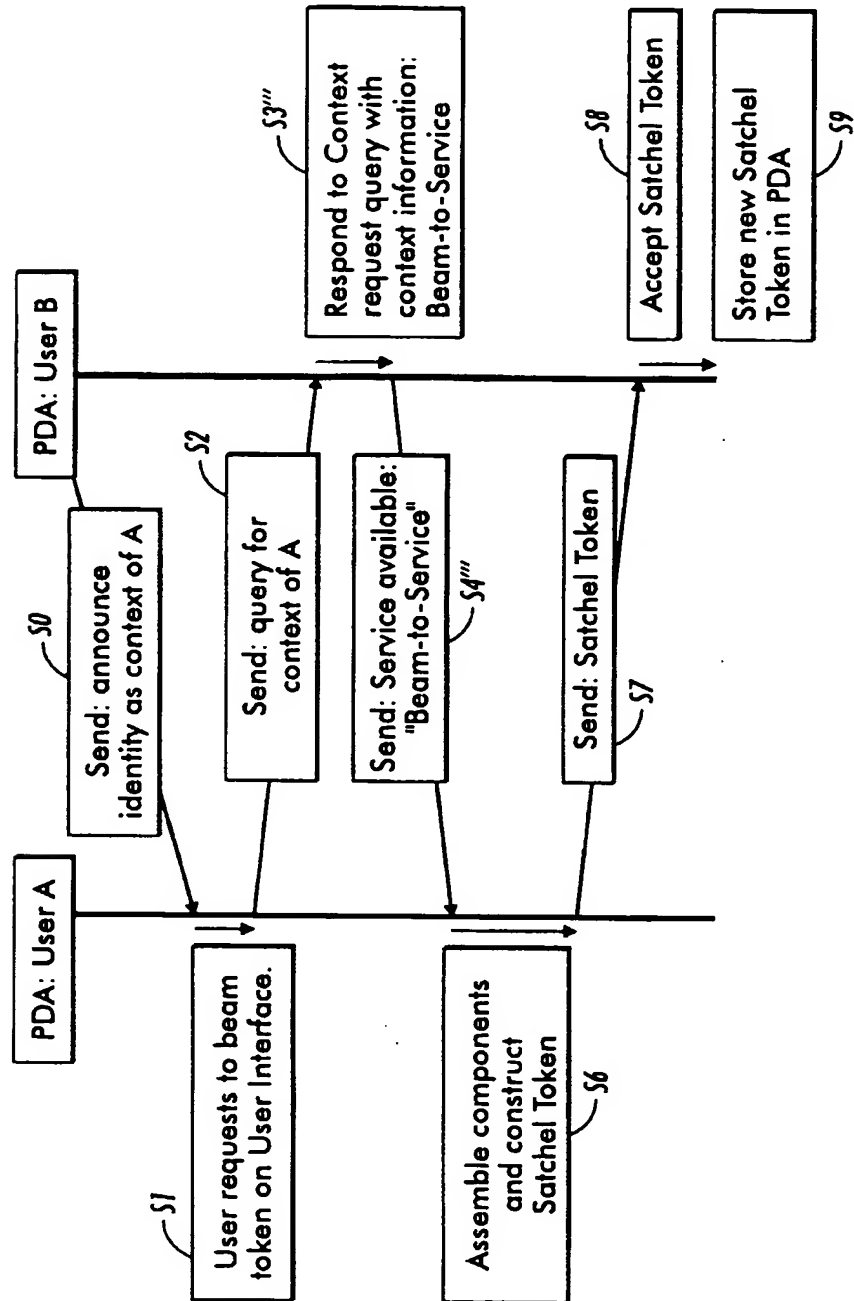 PDA: User A
PDA: User B
S0
Send: announce
identity as context of A
S1
User requests to beam
token on User Interface.
S2
Send: query for
context of A
S3'''
Respond to Context
request query with
context information:
Beam-to-Service
Send: Service available:
"Beam-to-Service"
S4'''
Assemble components
and construct
Satchel Token
S6
Send: Satchel Token
S7
S8
Accept Satchel Token
Store new Satchel
Token in PDA
S9